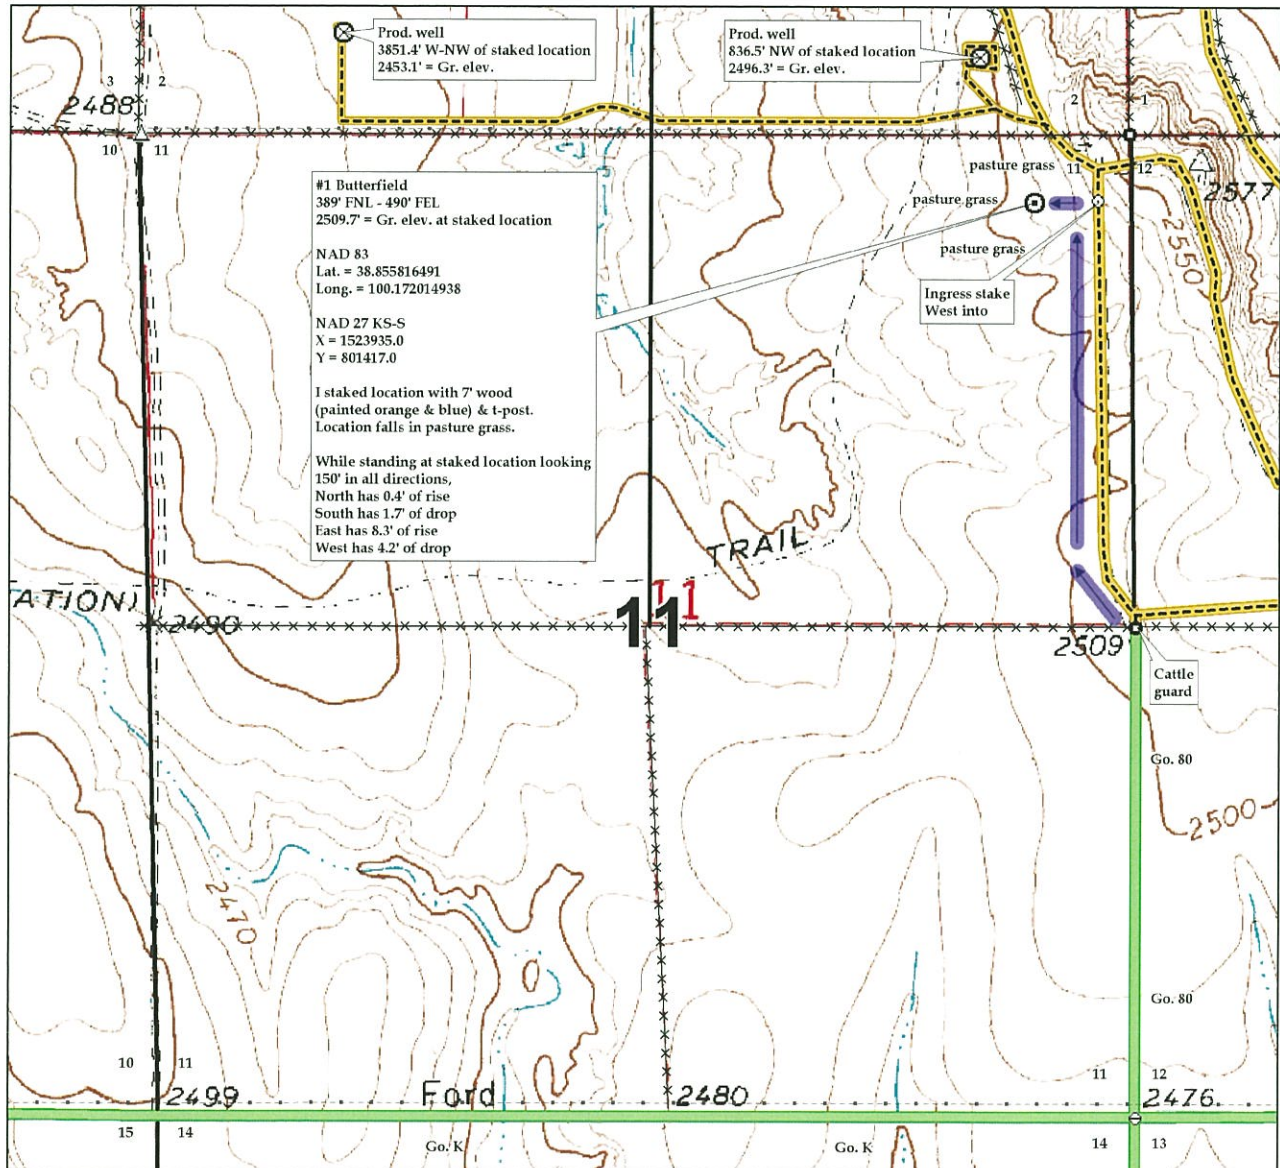 Prod. well
3851.4' W-NW of staked location
2453.1' = Gr. elev.
Prod. well
836.5' NW of staked location
2496.3' = Gr. elev.
3
2
2
1
2488
10
11
11
12
pasture grass
2577
#1 Butterfield
389' FNL - 490' FEL
2509.7' = Gr. elev. at staked location
NAD 83
Lat. = 38.855816491
Long. = 100.172014938
NAD 27 KS-S
X = 1523935.0
Y = 801417.0
I staked location with 7' wood
(painted orange & blue) & t-post.
Location falls in pasture grass.
While standing at staked location looking
150' in all directions,
North has 0.4' of rise
South has 1.7' of drop
East has 8.3' of rise
West has 4.2' of drop
pasture grass
pasture grass
2550
Ingress stake
West into
TRAIL
ATION)
11
11
2490
2509
Cattle
guard
Go. 80
2500
2470
Go. 80
10
11
11
12
2499
Ford
2480
2476
15
14
Go. K
Go. K
14
13